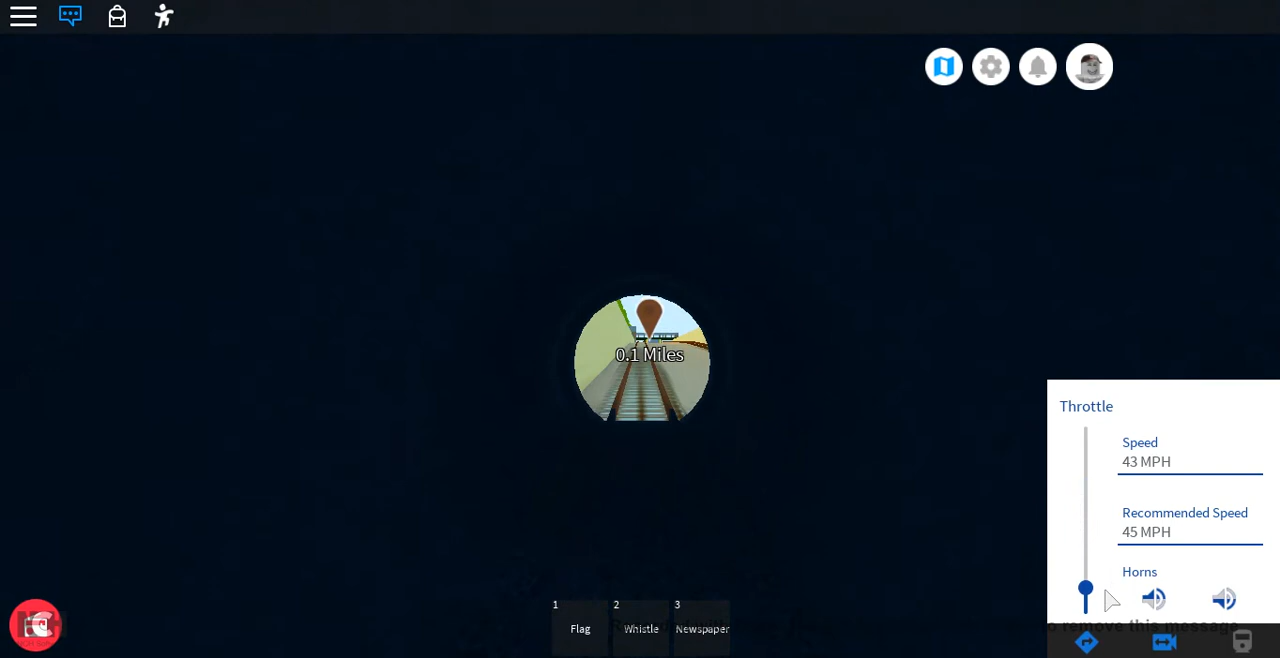 0.1 Miles
Throttle
Speed
43 MPH
Recommended Speed
45 MPH
Horns
1
Flag
2
Whistle
3
Newspaper
o remove this message